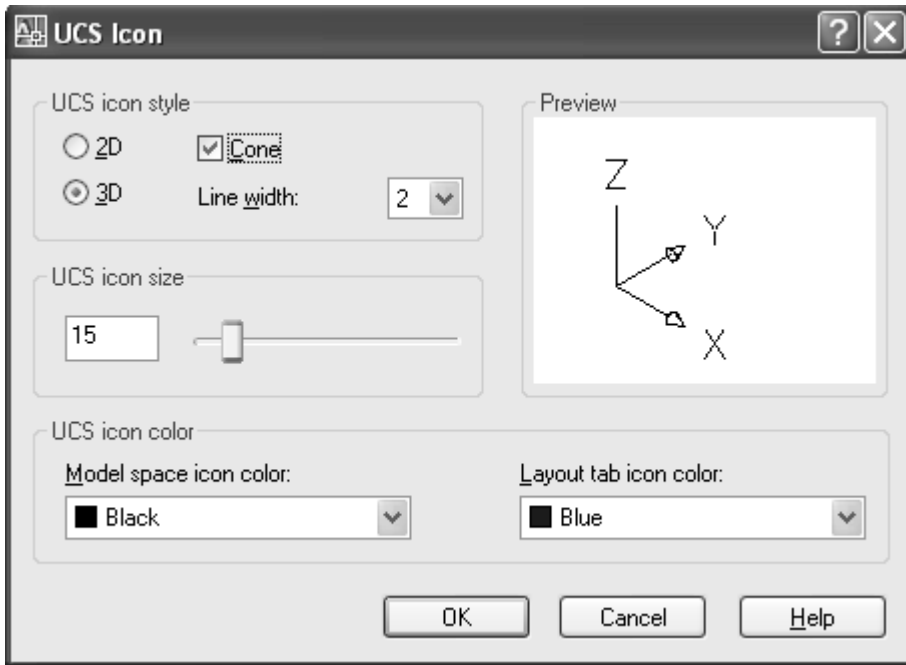 UCS Icon
UCS icon style
2D
Cone
3D
Line width:
2
Preview
Z
Y
X
UCS icon size
15
UCS icon color
Model space icon color:
Black
Layout tab icon color:
Blue
OK
Cancel
Help